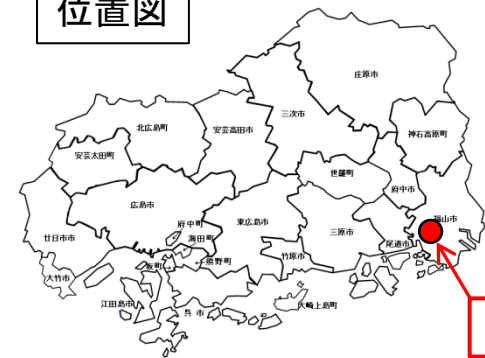 位置図
庄原市
三次市
北広島町
安芸高田市
神石高原町
安芸太田町
世羅町
府中市
広島市
福山市
府中町
東広島市
三原市
海田町
尾道市
廿日市市
竹原市
坂町
熊野町
大竹市
江田島市
呉市
大崎上島町